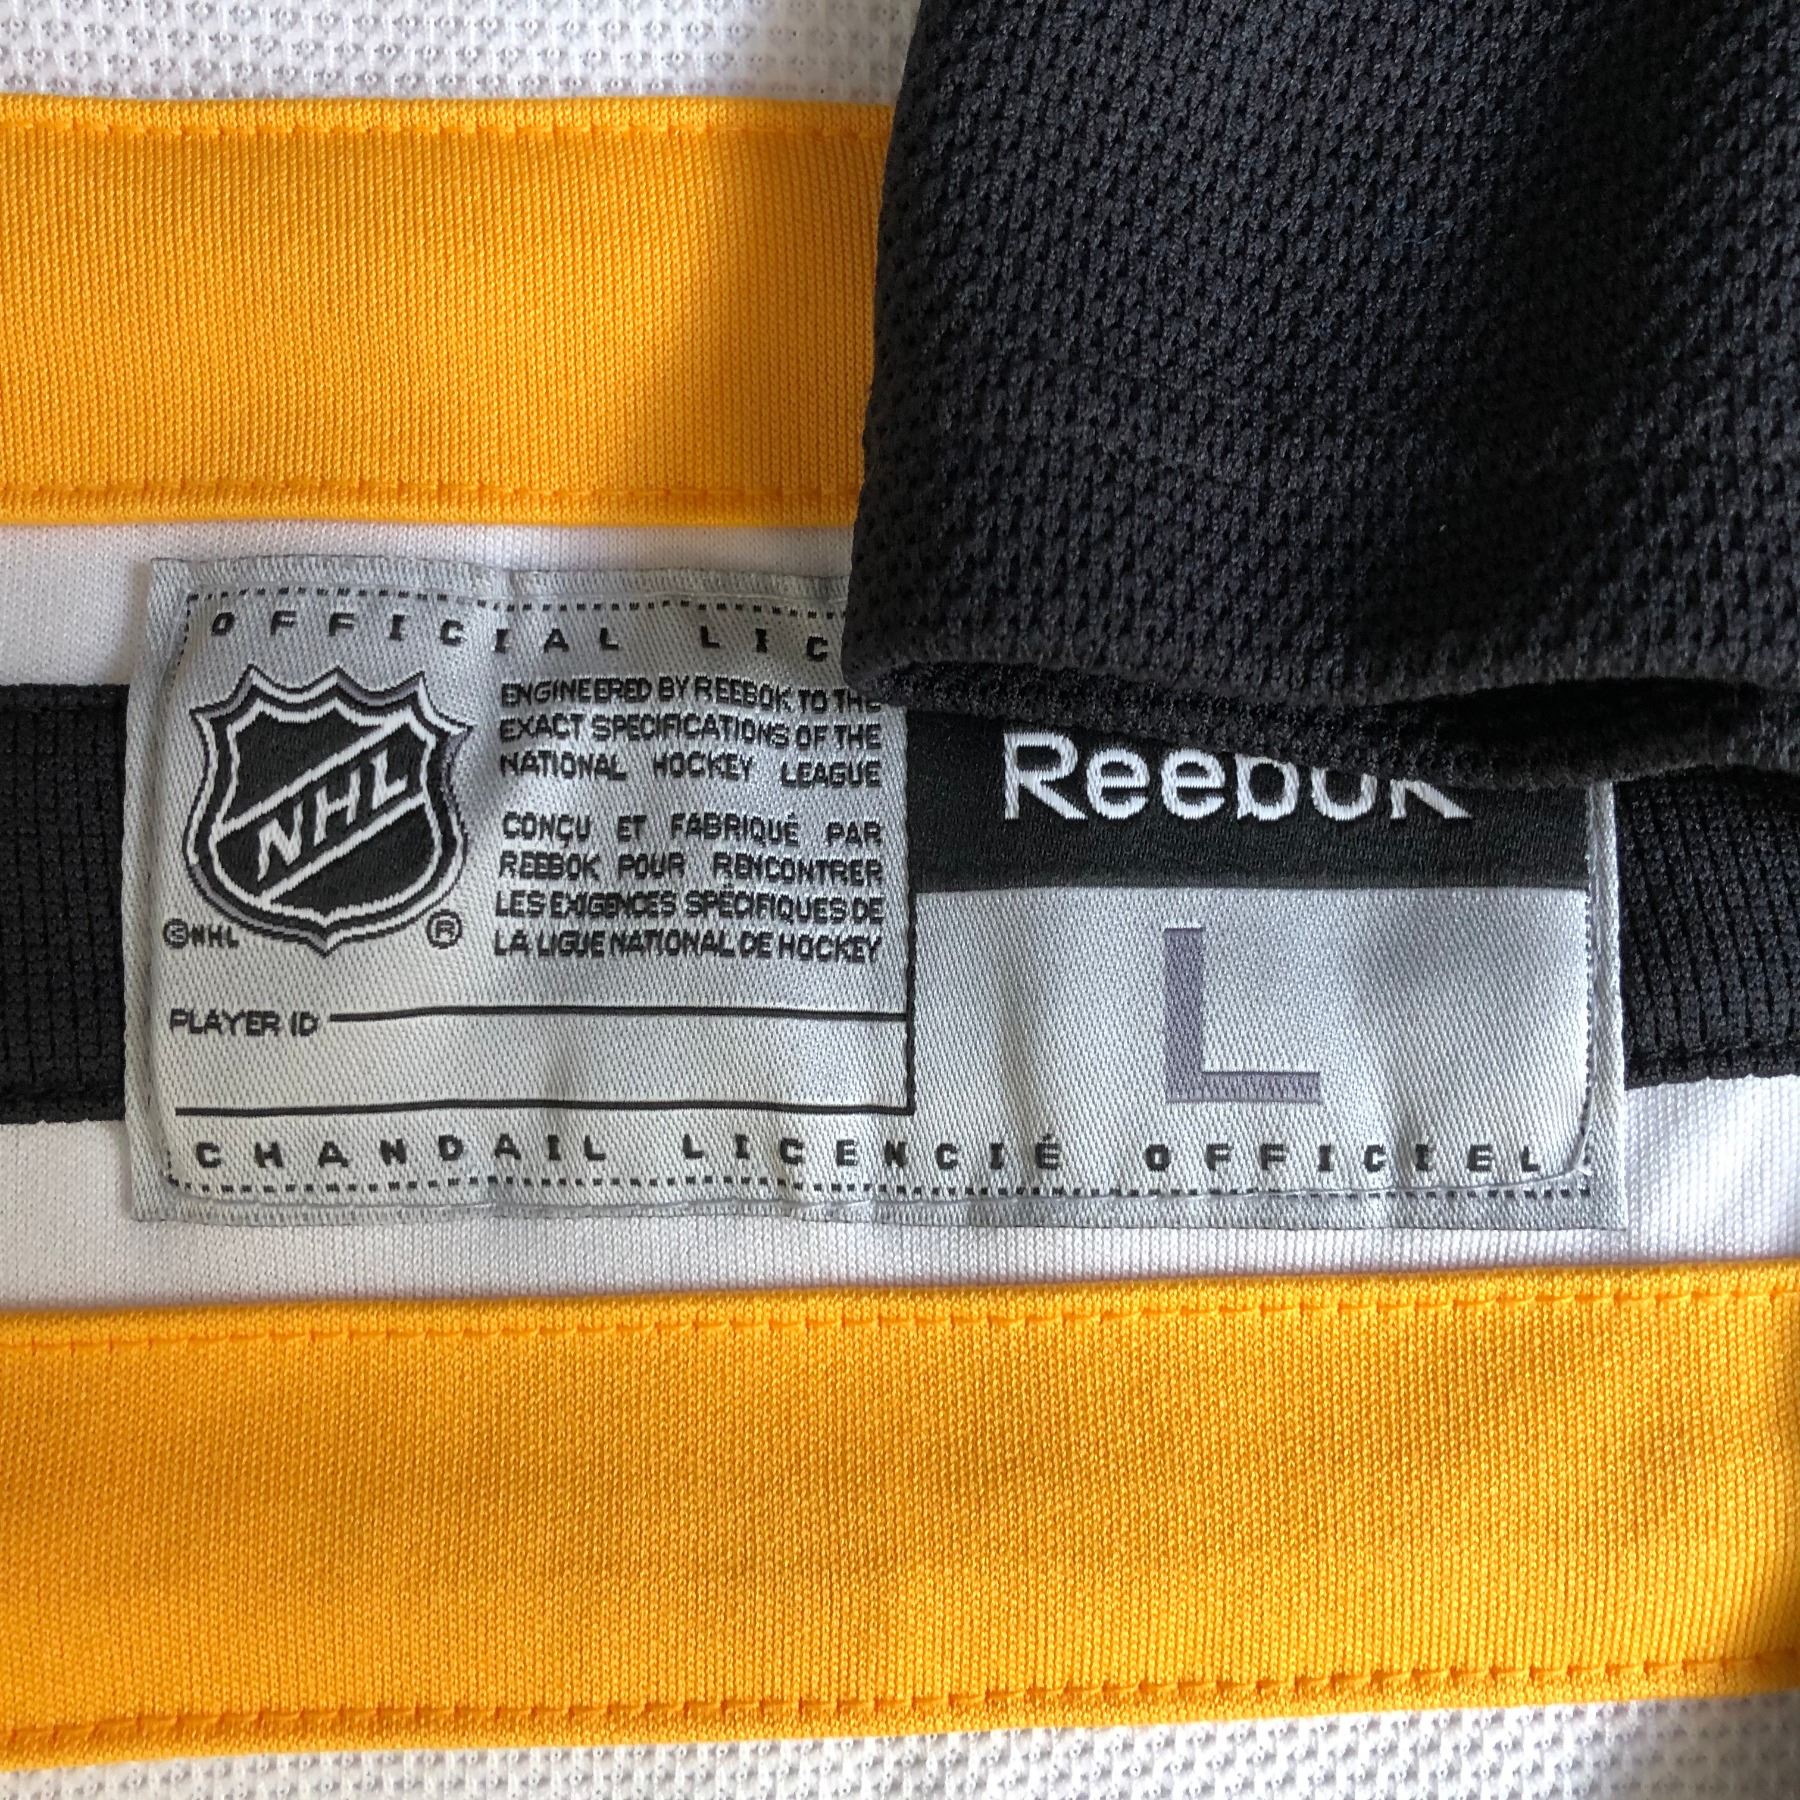 OFFICIAL LIC
NHL
©NHL ®
ENGINEERED BY REEBOK TO THE
EXACT SPECIFICATIONS OF THE
NATIONAL HOCKEY LEAGUE
CONÇU ET FABRIQUÉ PAR
REEBOK POUR RENCONTRER
LES EXIGENCES SPÉCIFIQUES DE
LA LIGUE NATIONAL DE HOCKEY
PLAYER ID
Reebok
L
CHANDAIL LICENCIÉ OFFICIEL